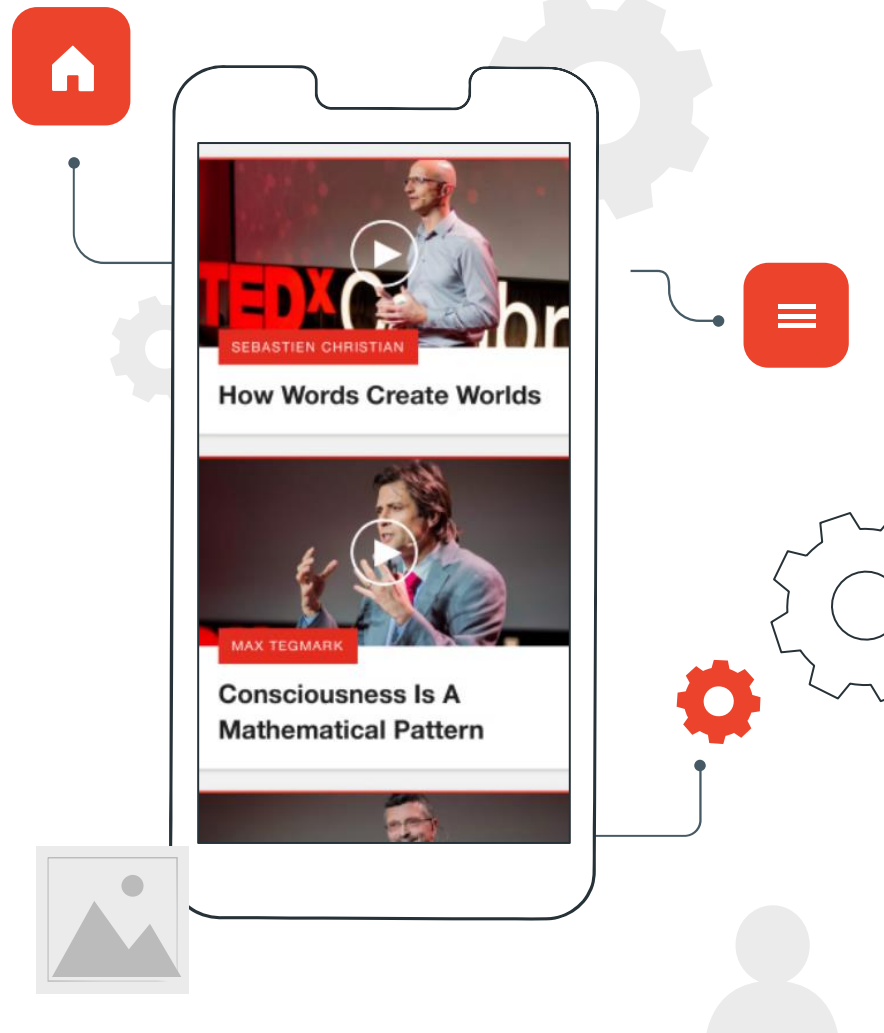 TEDx
SEBASTIEN CHRISTIAN
How Words Create Worlds
MAX TEGMARK
Consciousness Is A
Mathematical Pattern